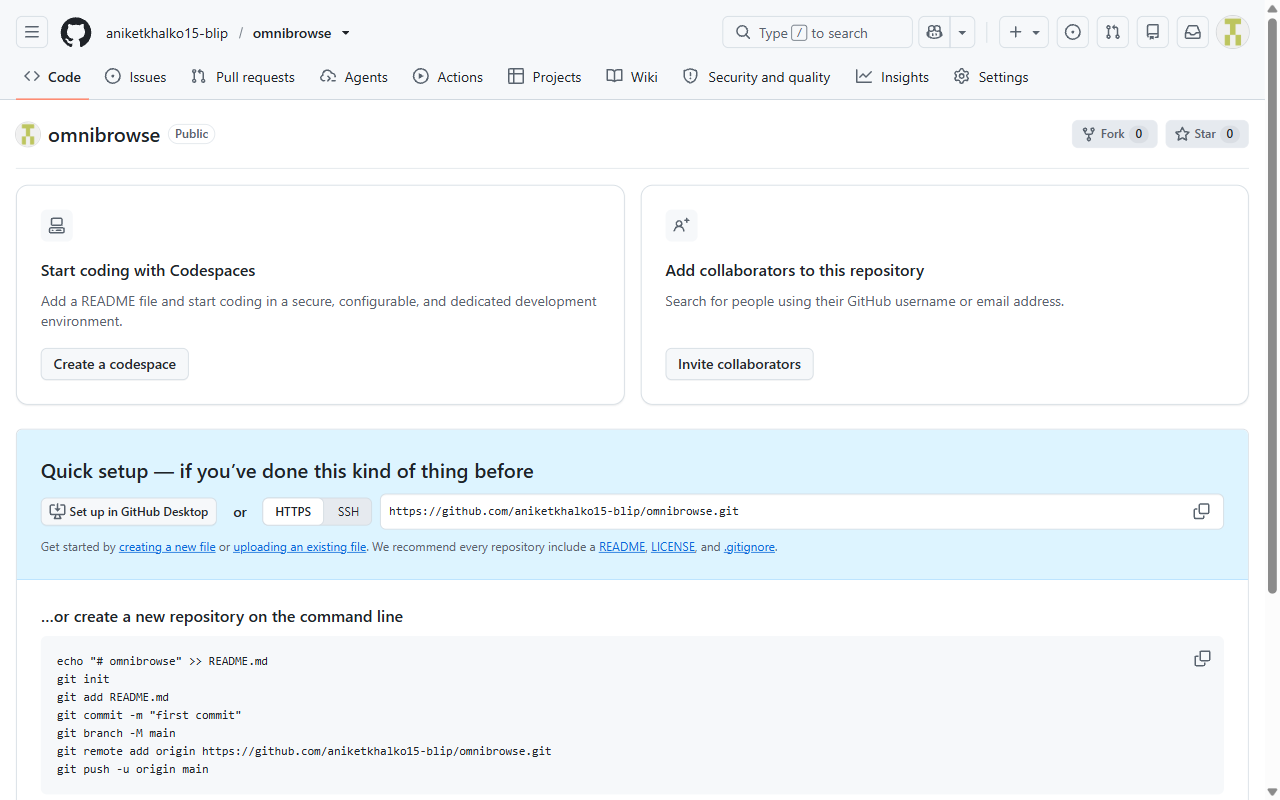 aniketkhalko15-blip / omnibrowse
Type / to search
Code Issues Pull requests Agents Actions Projects Wiki Security and quality Insights Settings
omnibrowse Public
Fork 0 Star 0
Start coding with Codespaces
Add a README file and start coding in a secure, configurable, and dedicated development
environment.
Create a codespace
Add collaborators to this repository
Search for people using their GitHub username or email address.
Invite collaborators
Quick setup — if you’ve done this kind of thing before
Set up in GitHub Desktop or HTTPS SSH https://github.com/aniketkhalko15-blip/omnibrowse.git
Get started by creating a new file or uploading an existing file. We recommend every repository include a README, LICENSE, and .gitignore.
…or create a new repository on the command line
echo "# omnibrowse" >> README.md
git init
git add README.md
git commit -m "first commit"
git branch -M main
git remote add origin https://github.com/aniketkhalko15-blip/omnibrowse.git
git push -u origin main